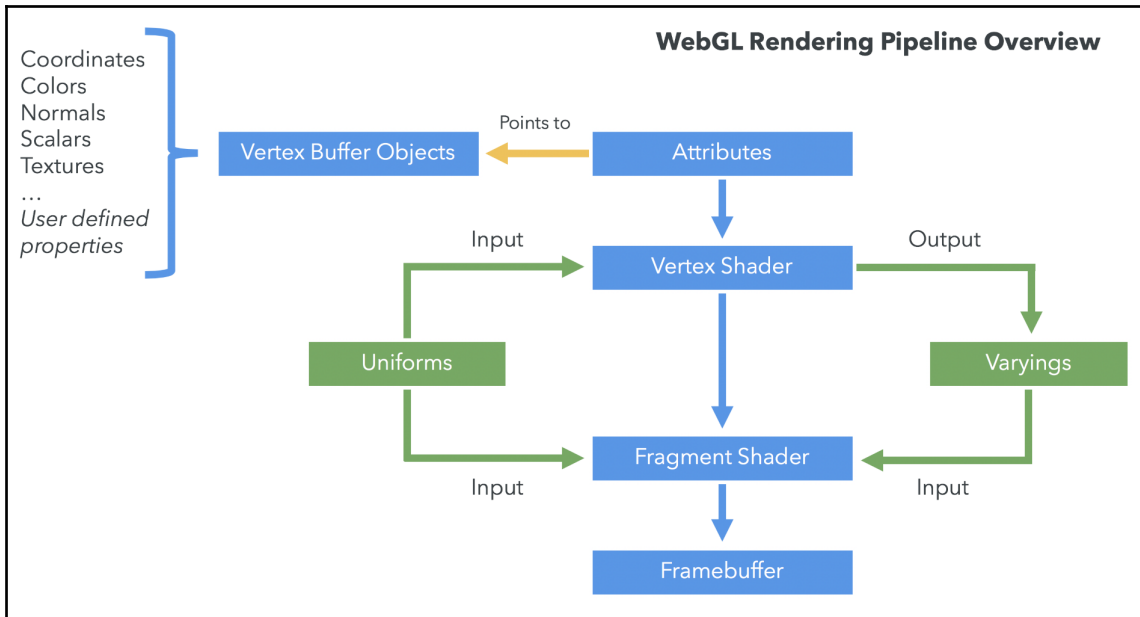 WebGL Rendering Pipeline Overview
Coordinates
Colors
Normals
Scalars
Textures
…
User defined
properties
Vertex Buffer Objects
Points to
Attributes
Input
Vertex Shader
Output
Uniforms
Varyings
Fragment Shader
Input
Input
Framebuffer